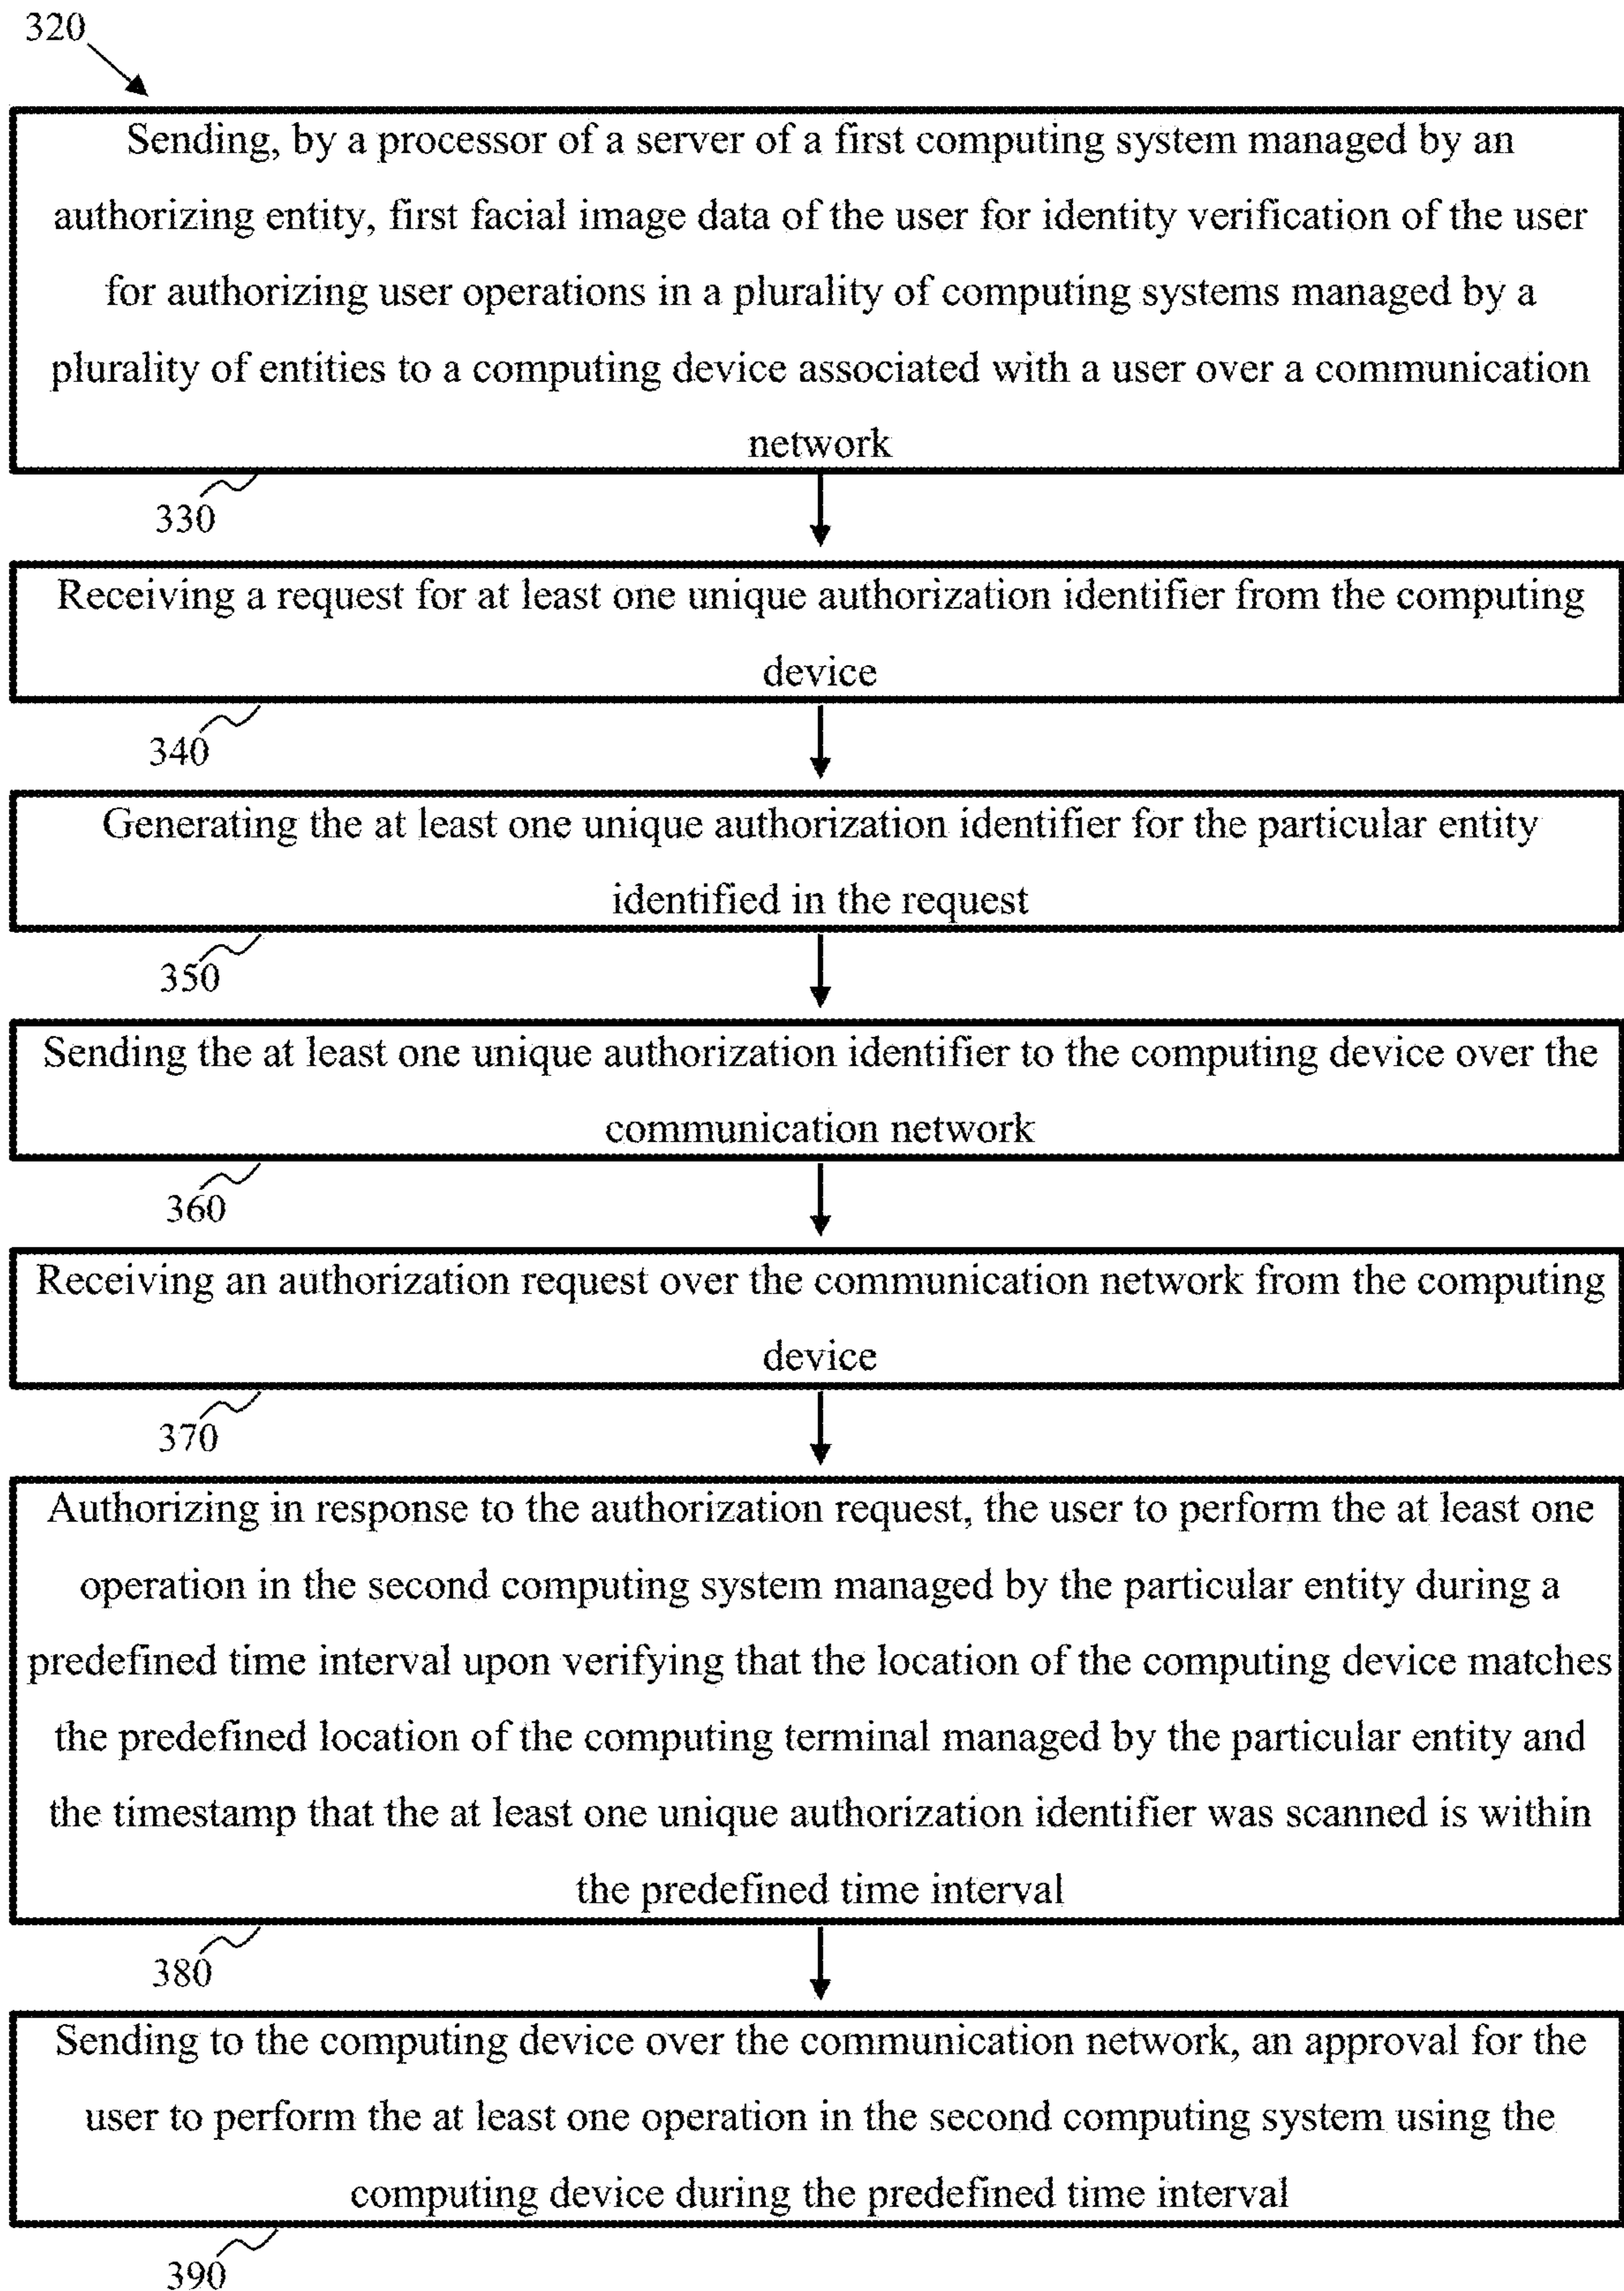 320
Sending, by a processor of a server of a first computing system managed by an
authorizing entity, first facial image data of the user for identity verification of the user
for authorizing user operations in a plurality of computing systems managed by a
plurality of entities to a computing device associated with a user over a communication
network
330
Receiving a request for at least one unique authorization identifier from the computing
device
340
Generating the at least one unique authorization identifier for the particular entity
identified in the request
350
Sending the at least one unique authorization identifier to the computing device over the
communication network
360
Receiving an authorization request over the communication network from the computing
device
370
Authorizing in response to the authorization request, the user to perform the at least one
operation in the second computing system managed by the particular entity during a
predefined time interval upon verifying that the location of the computing device matches
the predefined location of the computing terminal managed by the particular entity and
the timestamp that the at least one unique authorization identifier was scanned is within
the predefined time interval
380
Sending to the computing device over the communication network, an approval for the
user to perform the at least one operation in the second computing system using the
computing device during the predefined time interval
390